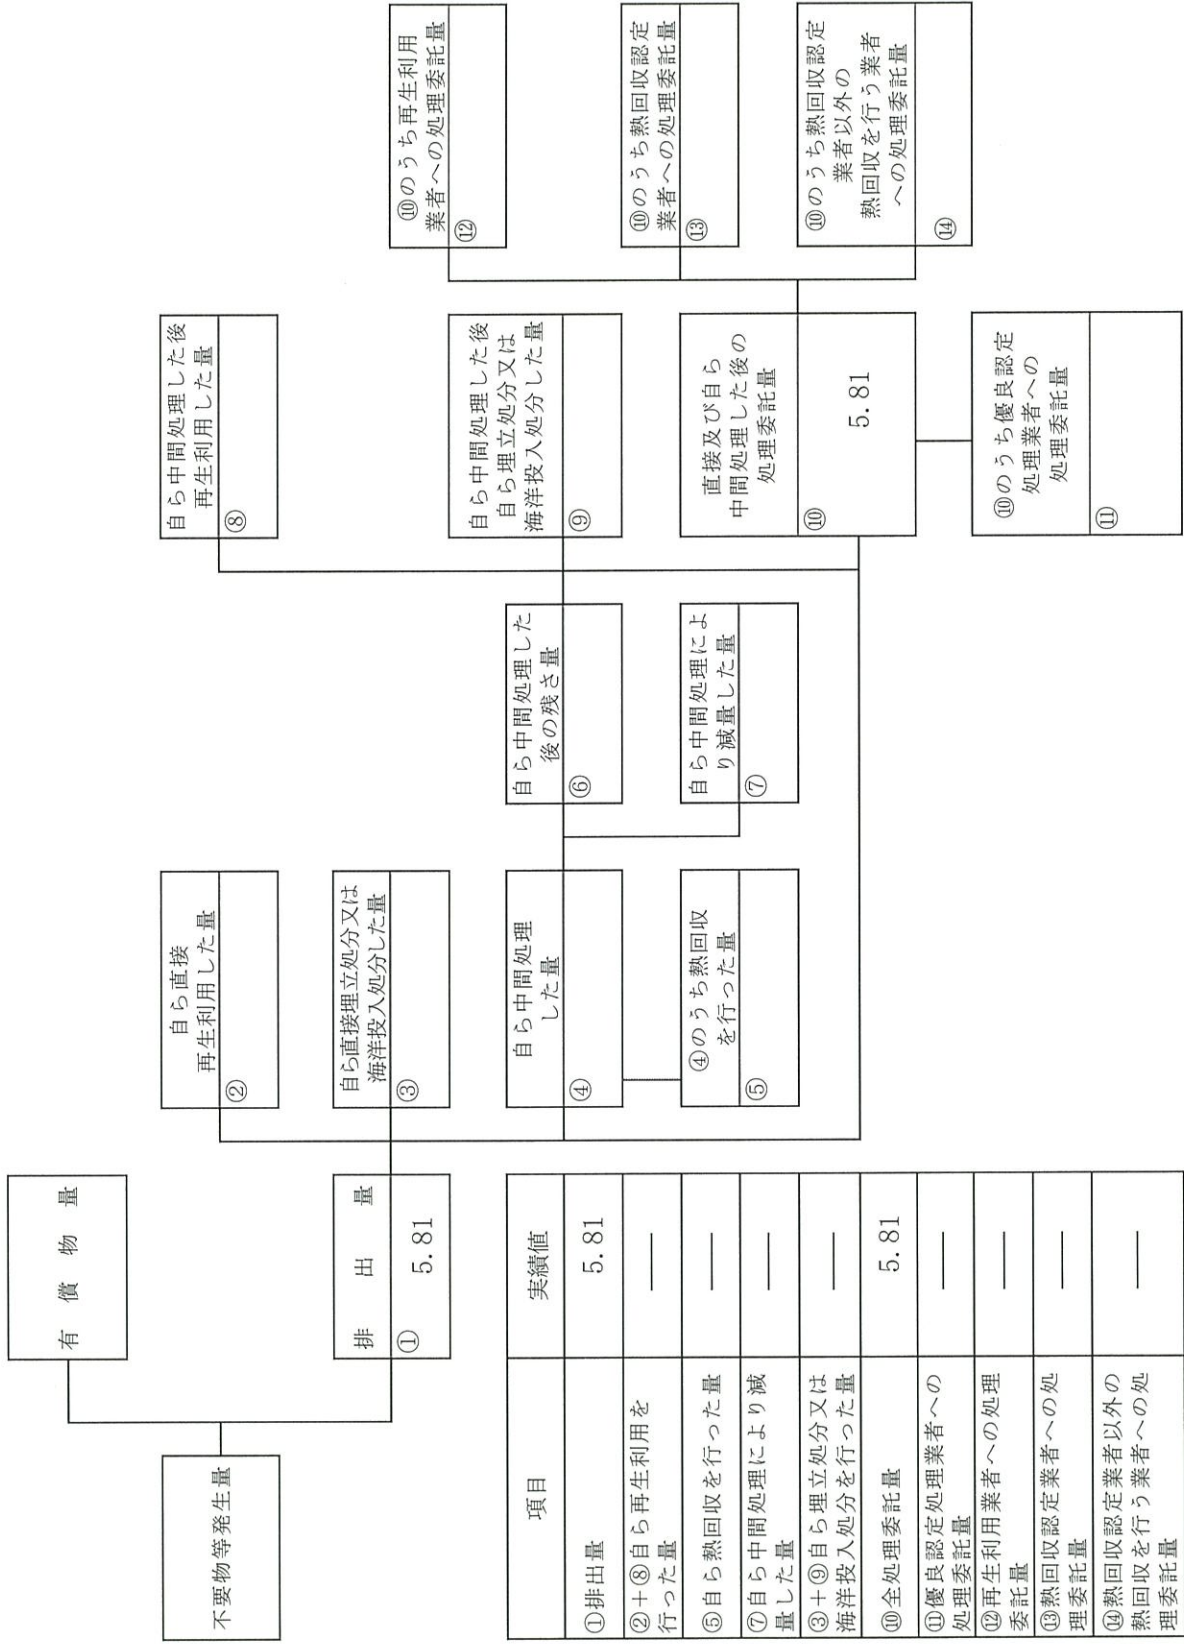 不要物等発生量
有償物量
排出量
①
5.81
自ら直接
再生利用した量
②
自ら直接埋立処分又は
海洋投入処分した量
③
自ら中間処理
した量
④
④のうち熱回収
を行った量
⑤
自ら中間処理した
後の残さ量
⑥
自ら中間処理によ
り減量した量
⑦
自ら中間処理した後
再生利用した量
⑧
自ら中間処理した後
自ら埋立処分又は
海洋投入処分した量
⑨
直接及び自ら
中間処理した後の
処理委託量
⑩
5.81
⑩のうち優良認定
処理業者への
処理委託量
⑪
⑩のうち再生利用
業者への処理委託量
⑫
⑩のうち熱回収認定
業者への処理委託量
⑬
⑩のうち熱回収認定
業者以外の
熱回収を行う業者
への処理委託量
⑭
項目 実績値
①排出量 5.81
②+⑧自ら再生利用を
行った量 ―
⑤自ら熱回収を行った量 ―
⑦自ら中間処理により減
量した量 ―
③+⑨自ら埋立処分又は
海洋投入処分を行った量 ―
⑩全処理委託量 5.81
⑪優良認定処理業者への
処理委託量 ―
⑫再生利用業者への処理
委託量 ―
⑬熱回収認定業者への処
理委託量 ―
⑭熱回収認定業者以外の
熱回収を行う業者への処
理委託量 ―